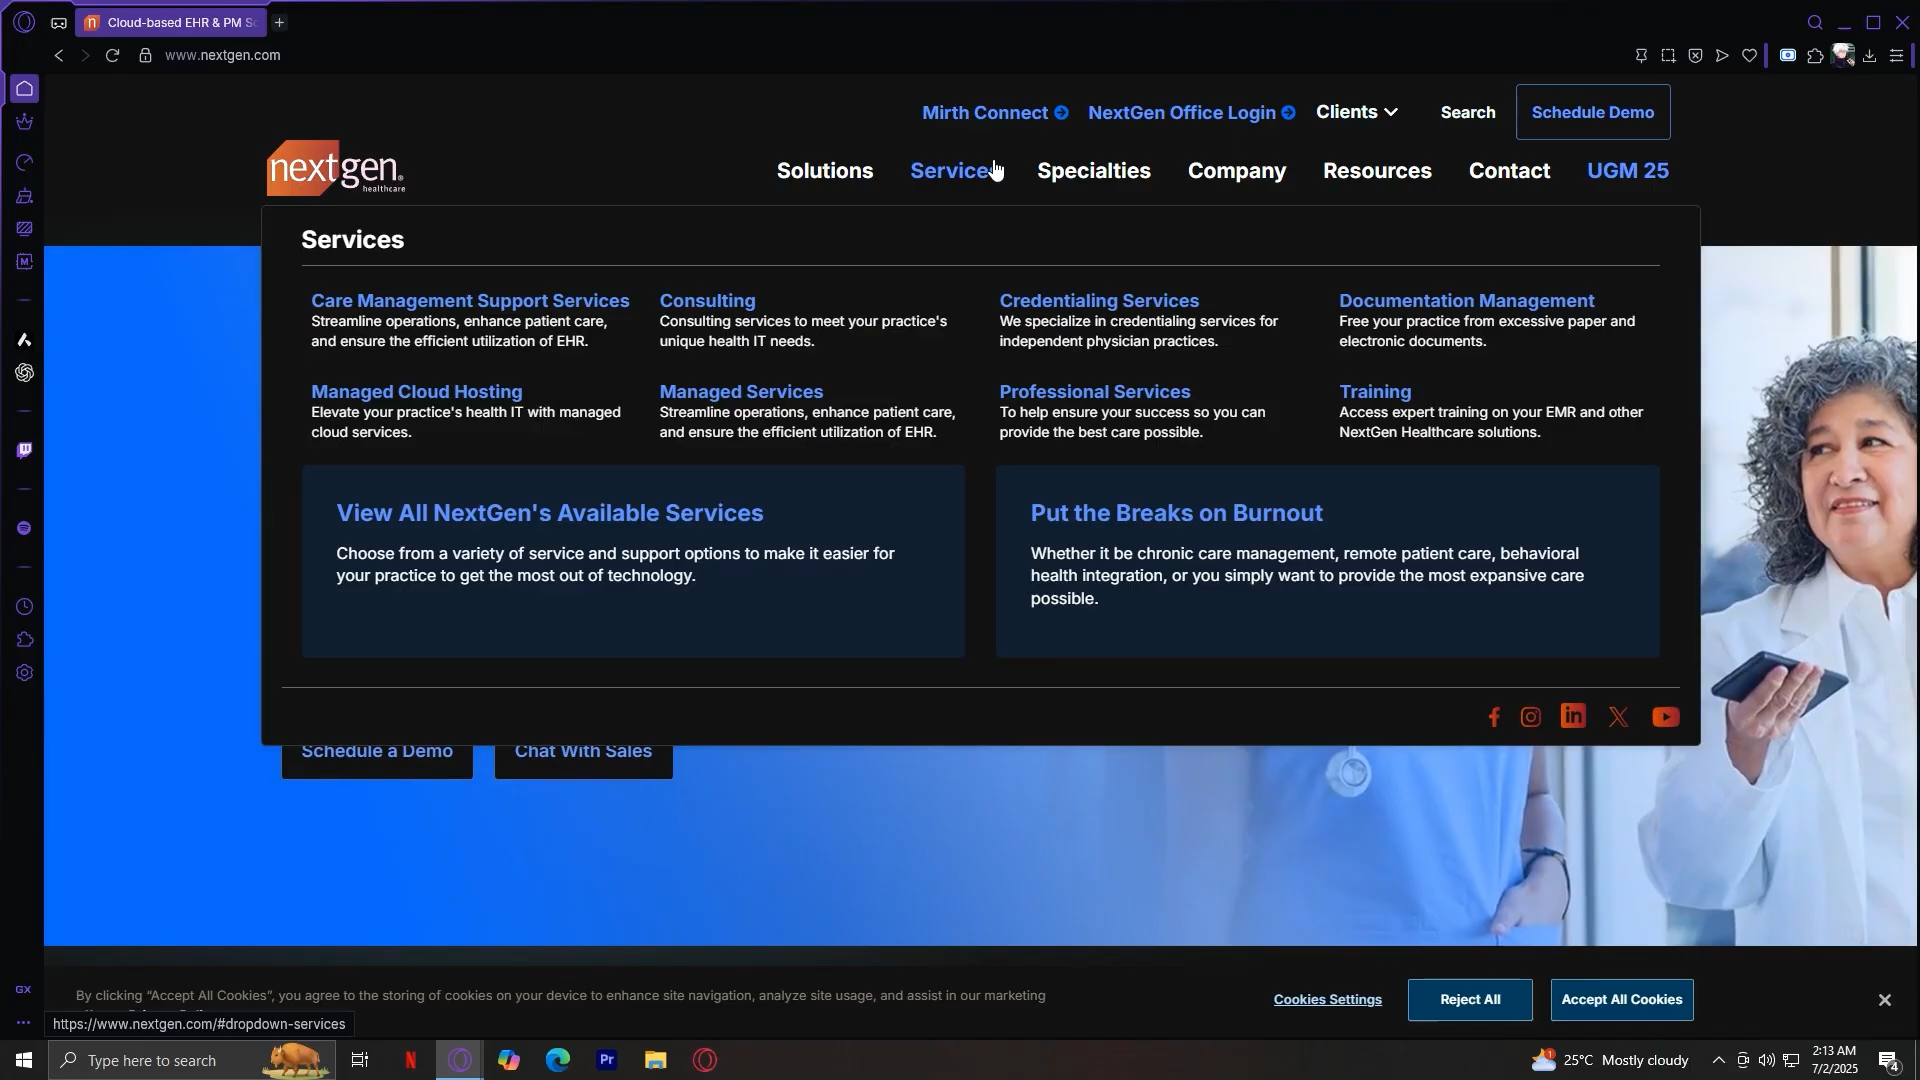 Cloud-based EHR & PM S
www.nextgen.com
Mirth Connect
NextGen Office Login
Clients
Search
Schedule Demo
nextgen.
healthcare
Solutions
Service
Specialties
Company
Resources
Contact
UGM 25
Services
Care Management Support Services
Streamline operations, enhance patient care,
and ensure the efficient utilization of EHR.
Consulting
Consulting services to meet your practice's
unique health IT needs.
Credentialing Services
We specialize in credentialing services for
independent physician practices.
Documentation Management
Free your practice from excessive paper and
electronic documents.
Managed Cloud Hosting
Elevate your practice's health IT with managed
cloud services.
Managed Services
Streamline operations, enhance patient care,
and ensure the efficient utilization of EHR.
Professional Services
To help ensure your success so you can
provide the best care possible.
Training
Access expert training on your EMR and other
NextGen Healthcare solutions.
View All NextGen's Available Services
Choose from a variety of service and support options to make it easier for
your practice to get the most out of technology.
Put the Breaks on Burnout
Whether it be chronic care management, remote patient care, behavioral
health integration, or you simply want to provide the most expansive care
possible.
Schedule a Demo
Chat With Sales
By clicking “Accept All Cookies”, you agree to the storing of cookies on your device to enhance site navigation, analyze site usage, and assist in our marketing
Cookies Settings
Reject All
Accept All Cookies
GX
https://www.nextgen.com/#dropdown-services
Type here to search
Pr
1
25°C Mostly cloudy
2:13 AM
7/2/2025
4